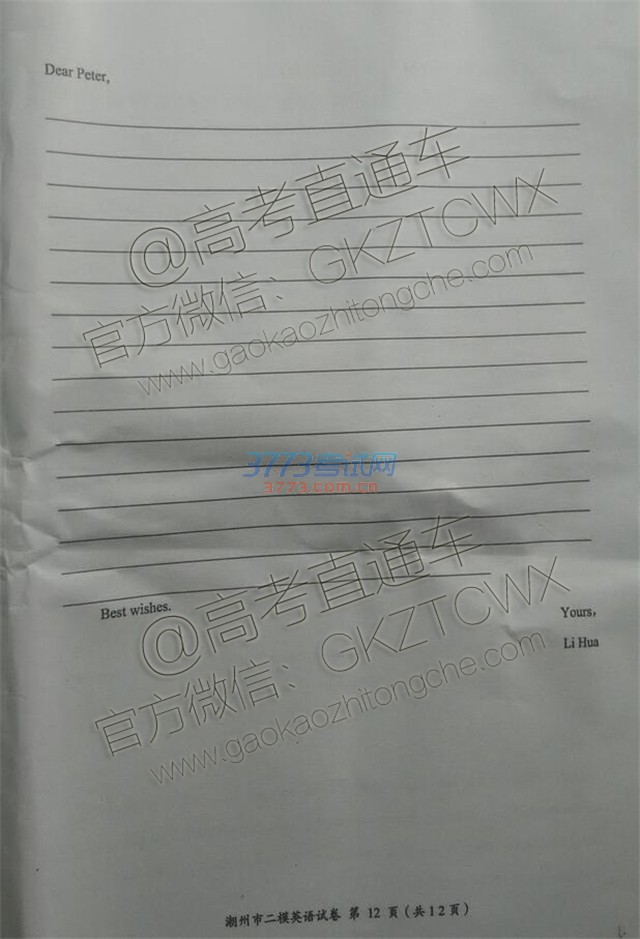 Dear Peter,
@高考直通车
官方微信：GKZTCWX
www.gaokaozhitongche.com
3773考试网
3773.com.cn
Best wishes.
Yours,
Li Hua
@高考直通车
官方微信：GKZTCWX
www.gaokaozhitongche.com
潮州市二模英语试卷 第 12 页(共12页)